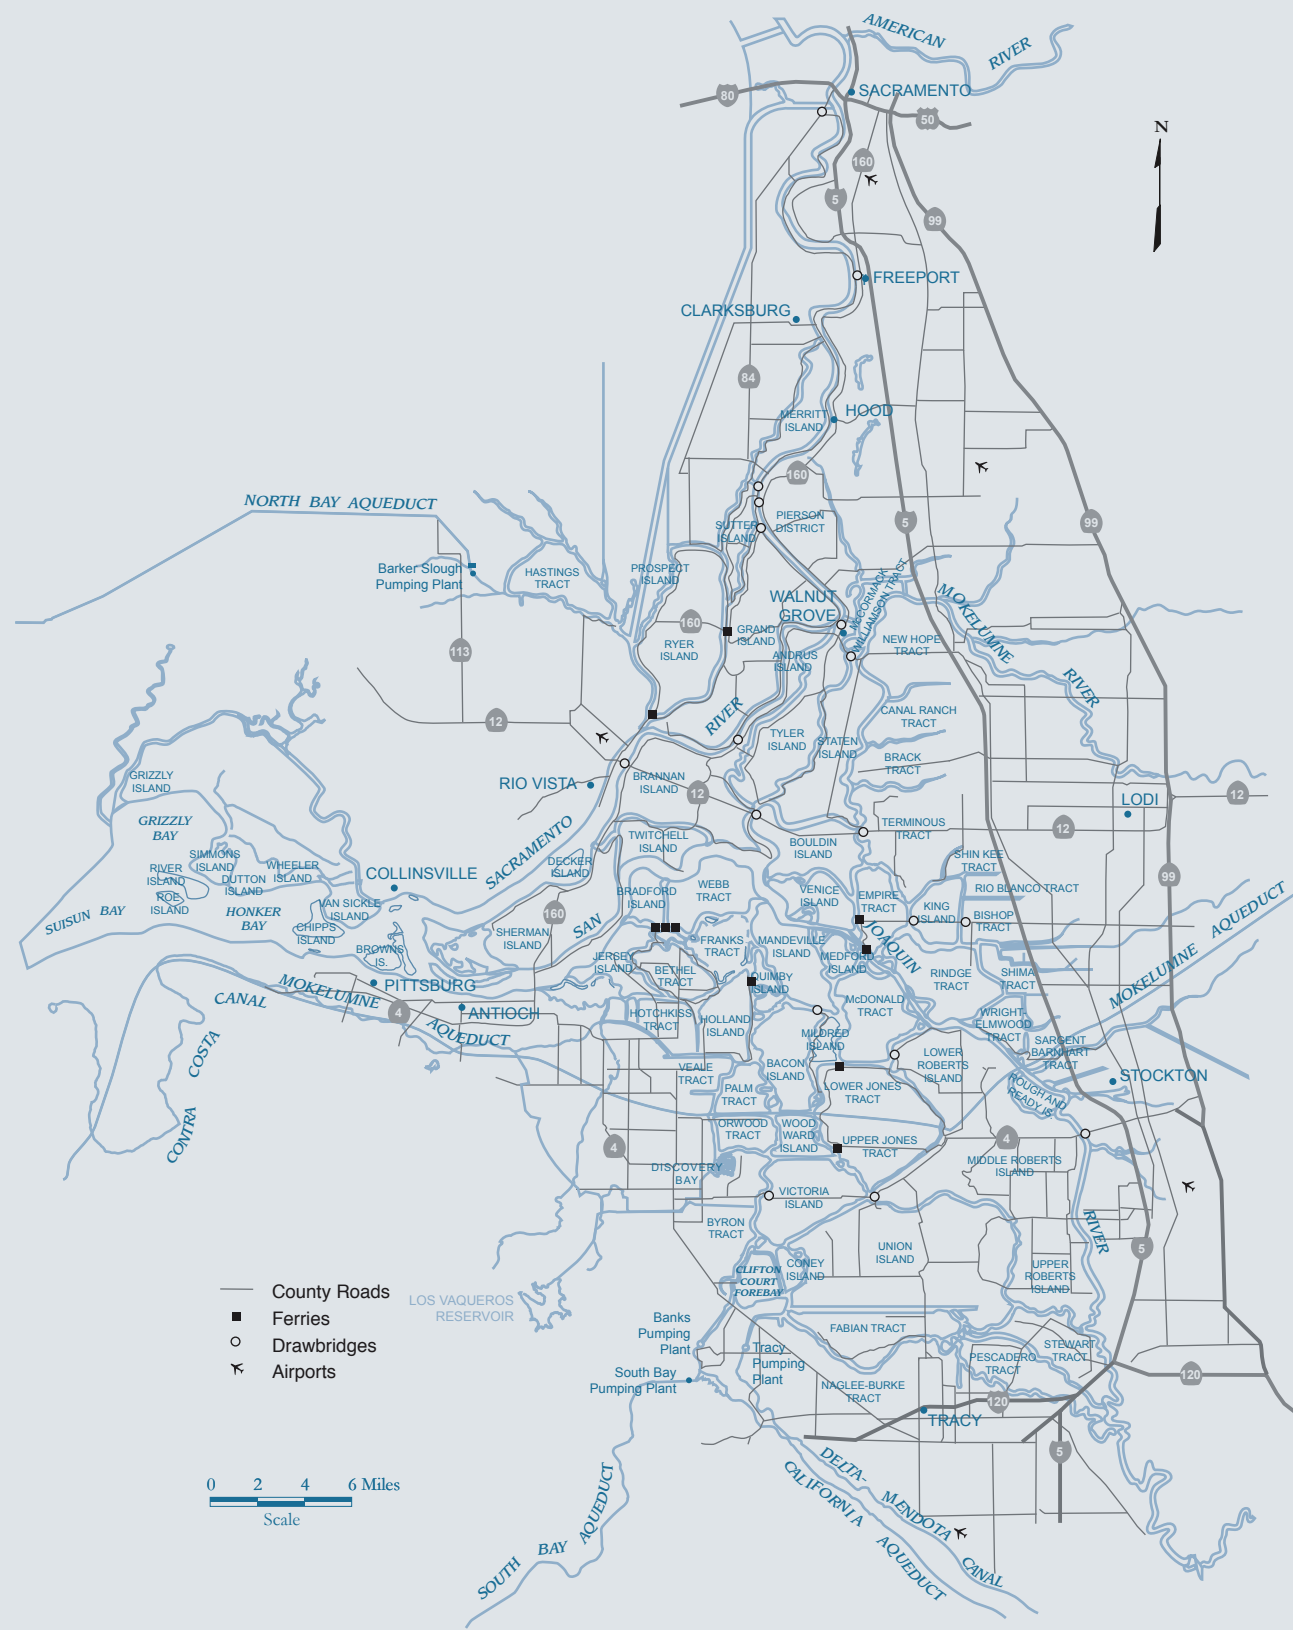 AMERICAN
RIVER
80
SACRAMENTO
50
N
160
5
99
FREEPORT
CLARKSBURG
84
HOOD
MERRITT
ISLAND
160
NORTH BAY AQUEDUCT
SUTTER
ISLAND
PIERSON
DISTRICT
5
99
Barker Slough
Pumping Plant
HASTINGS
TRACT
PROSPECT
ISLAND
McCORMACK-
WILLIAMSON TRACT
WALNUT
GROVE
MOKELUMNE
RIVER
160
GRAND
ISLAND
RYER
ISLAND
ANDRUS
ISLAND
NEW HOPE
TRACT
113
12
RIVER
CANAL RANCH
TRACT
TYLER
ISLAND
STATEN
ISLAND
BRACK
TRACT
GRIZZLY
ISLAND
RIO VISTA
BRANNAN
ISLAND
12
LODI
12
12
GRIZZLY
BAY
SACRAMENTO
TWITCHELL
ISLAND
BOULDIN
ISLAND
TERMINOUS
TRACT
SIMMONS
ISLAND
WHEELER
ISLAND
RIVER
ISLAND
DUTTON
ISLAND
ROE
ISLAND
COLLINSVILLE
DECKER
ISLAND
SHIN KEE
TRACT
99
WEBB
TRACT
BRADFORD
ISLAND
VENICE
ISLAND
EMPIRE
TRACT
RIO BLANCO TRACT
KING
ISLAND
BISHOP
TRACT
SUISUN BAY
HONKER
BAY
VAN SICKLE
ISLAND
CHIPPS
ISLAND
160
SAN
JOAQUIN
SHERMAN
ISLAND
BROWNS
IS.
FRANKS
TRACT
MANDEVILLE
ISLAND
MEDFORD
ISLAND
JERSEY
ISLAND
BETHEL
TRACT
QUIMBY
ISLAND
RINDGE
TRACT
SHIMA
TRACT
MOKELUMNE AQUEDUCT
PITTSBURG
CANAL
MOKELUMNE
AQUEDUCT
4
ANTIOCH
HOTCHKISS
TRACT
HOLLAND
ISLAND
McDONALD
TRACT
WRIGHT-
ELMWOOD
TRACT
MILDRED
ISLAND
SARGENT
BARNHART
TRACT
COSTA
CONTRA
VEALE
TRACT
BACON
ISLAND
LOWER
ROBERTS
ISLAND
STOCKTON
PALM
TRACT
LOWER JONES
TRACT
ROUGH AND
READY IS.
ORWOOD
TRACT
WOOD
WARD
ISLAND
UPPER JONES
TRACT
4
4
MIDDLE ROBERTS
ISLAND
DISCOVERY
BAY
VICTORIA
ISLAND
BYRON
TRACT
RIVER
UNION
ISLAND
5
CLIFTON
COURT
FOREBAY
CONEY
ISLAND
UPPER
ROBERTS
ISLAND
County Roads
Ferries
Drawbridges
Airports
LOS VAQUEROS
RESERVOIR
Banks
Pumping
Plant
Tracy
Pumping
Plant
FABIAN TRACT
STEWART
TRACT
PESCADERO
TRACT
South Bay
Pumping Plant
NAGLEE-BURKE
TRACT
120
120
TRACY
5
DELTA-
MENDOTA
CANAL
CALIFORNIA
AQUEDUCT
0 2 4 6 Miles
Scale
SOUTH BAY AQUEDUCT